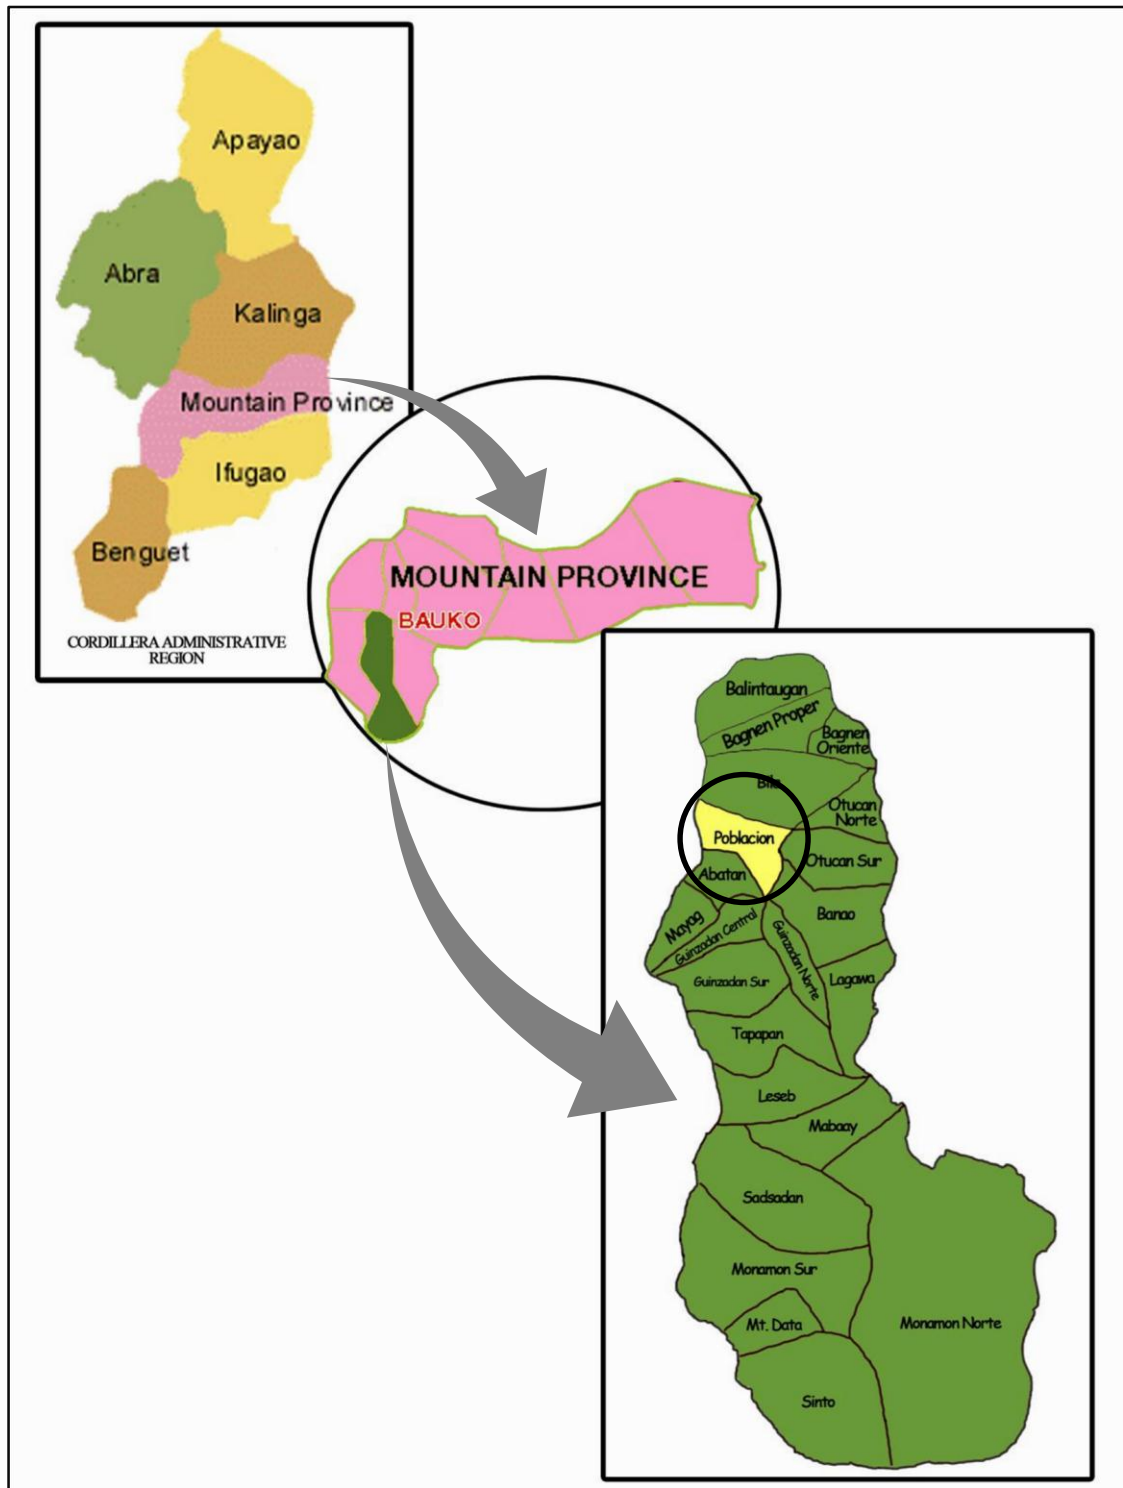 Apayao
Abra
Kalinga
Mountain Province
Ifugao
Benguet
CORDILLERA ADMINISTRATIVE
REGION
MOUNTAIN PROVINCE
BAUKO
Balintaugan
Bagnen Proper
Bagnen
Oriente
Bila
Otucan
Norte
Poblacion
Otucan Sur
Abatan
Mayag
Guinzadan Central
Guinzadan Norte
Banao
Guinzadan Sur
Lagawa
Tapapan
Leseb
Mabaay
Sadsadan
Monamon Sur
Mt. Data
Monamon Norte
Sinto